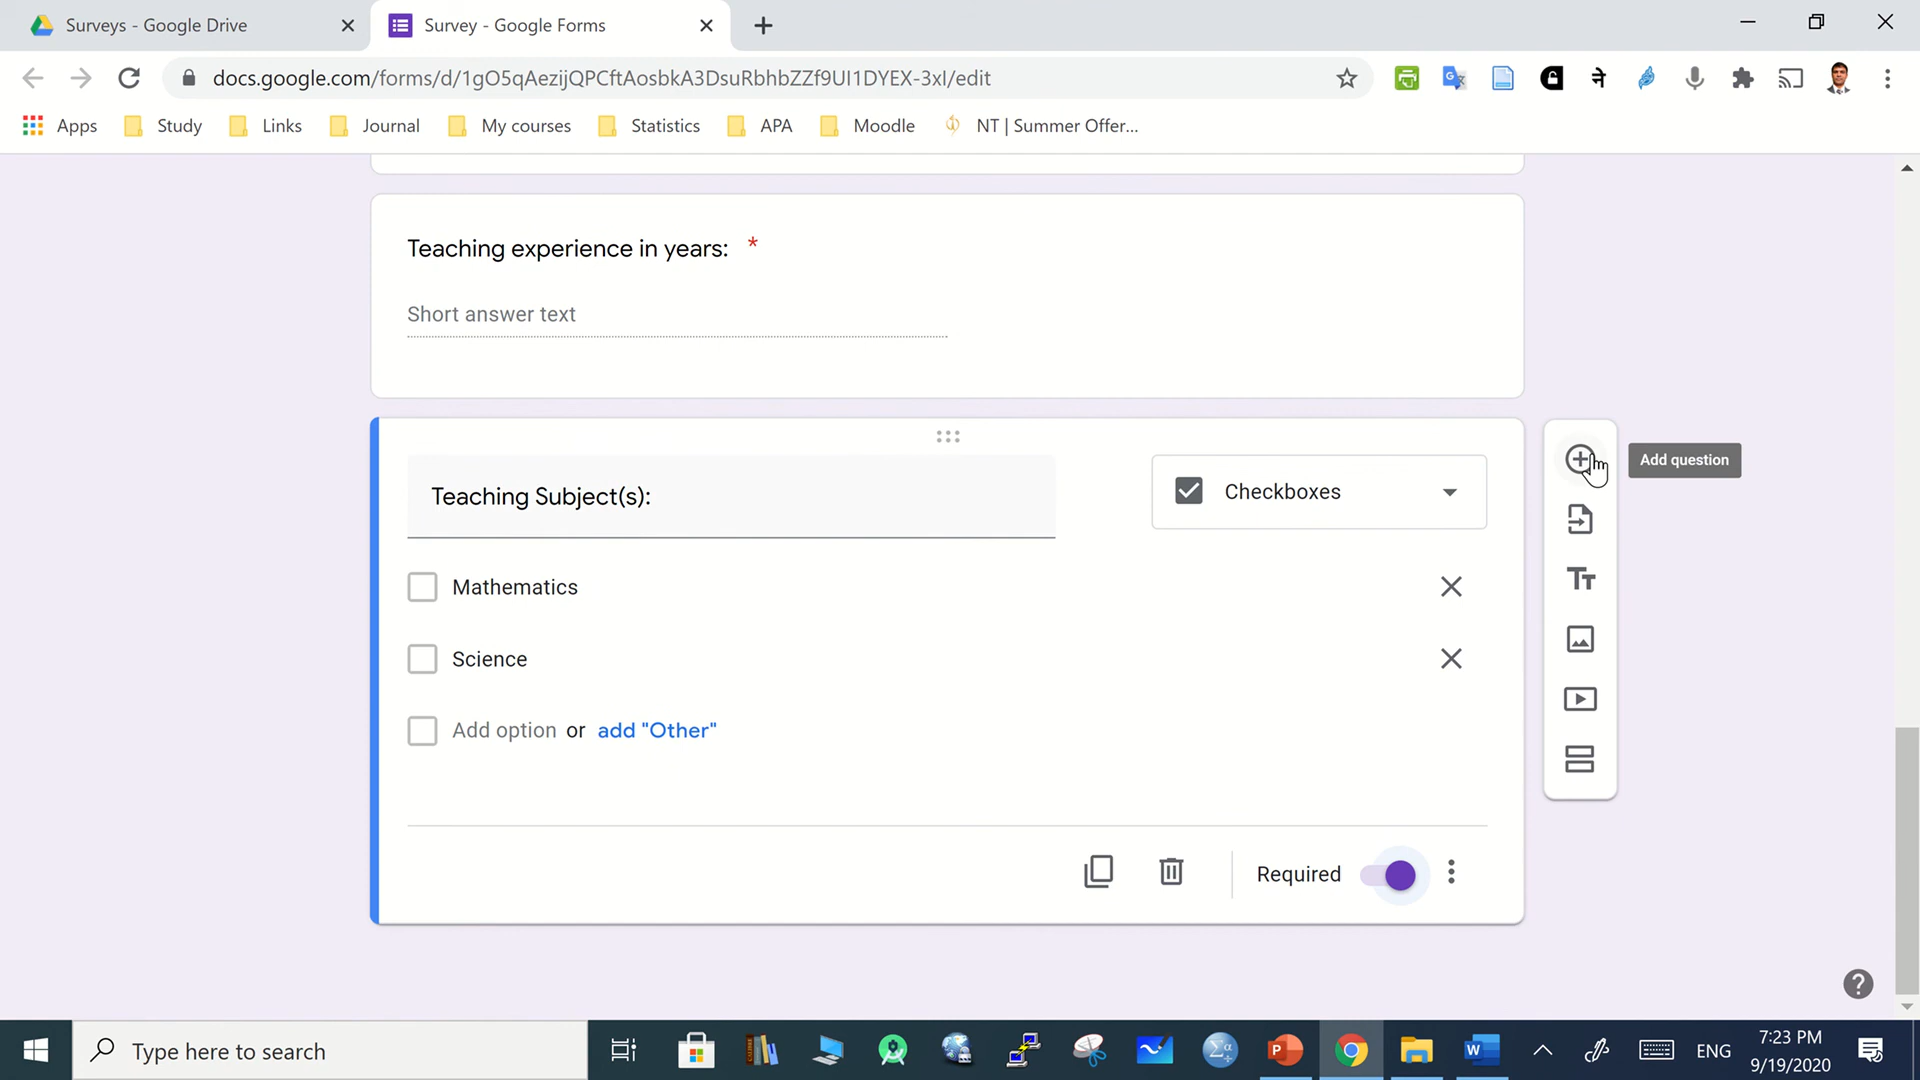 Surveys - Google Drive
Survey - Google Forms
docs.google.com/forms/d/1gO5qAezijQPCftAosbkA3DsuRbhbZZf9UI1DYEX-3xI/edit
Apps
Study
Links
Journal
My courses
Statistics
APA
Moodle
NT | Summer Offer...
Teaching experience in years: *
Short answer text
Teaching Subject(s):
Checkboxes
Add question
Mathematics
Science
Add option or add "Other"
Required
Type here to search
ENG
7:23 PM
9/19/2020